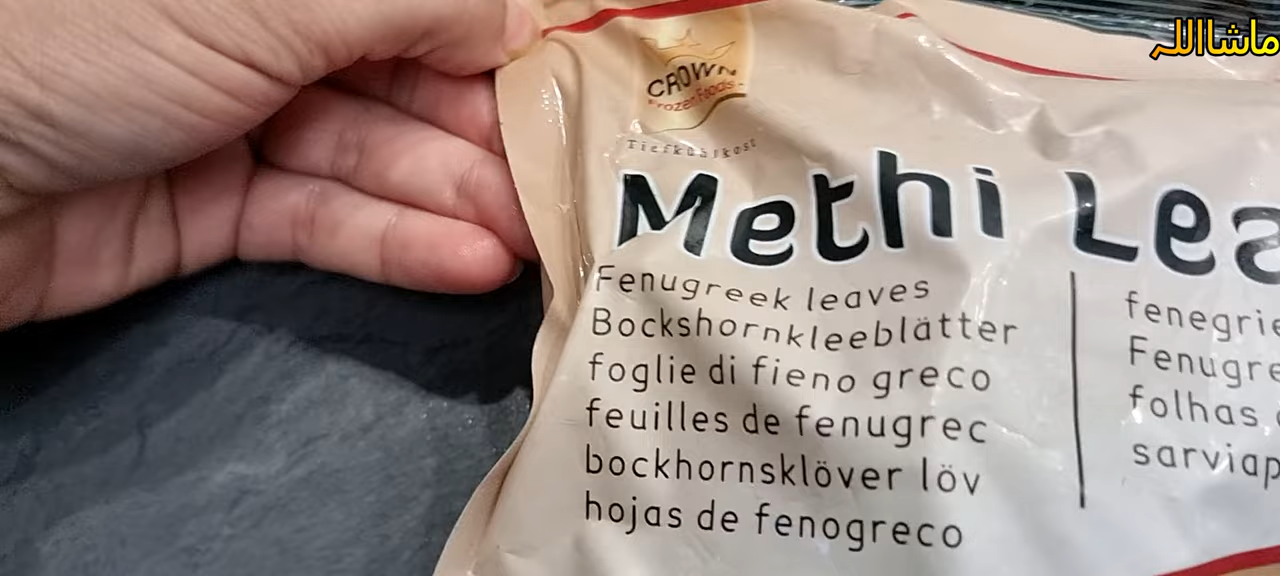 ماشااللہ
CROWN
Frozen Foods
Tiefkühlkost
Methi Lea
Fenugreek leaves
Bockshornkleeblätter
foglie di fieno greco
feuilles de fenugrec
bockhornsklöver löv
hojas de fenogreco
fenegrie
Fenugre
folhas
sarviap